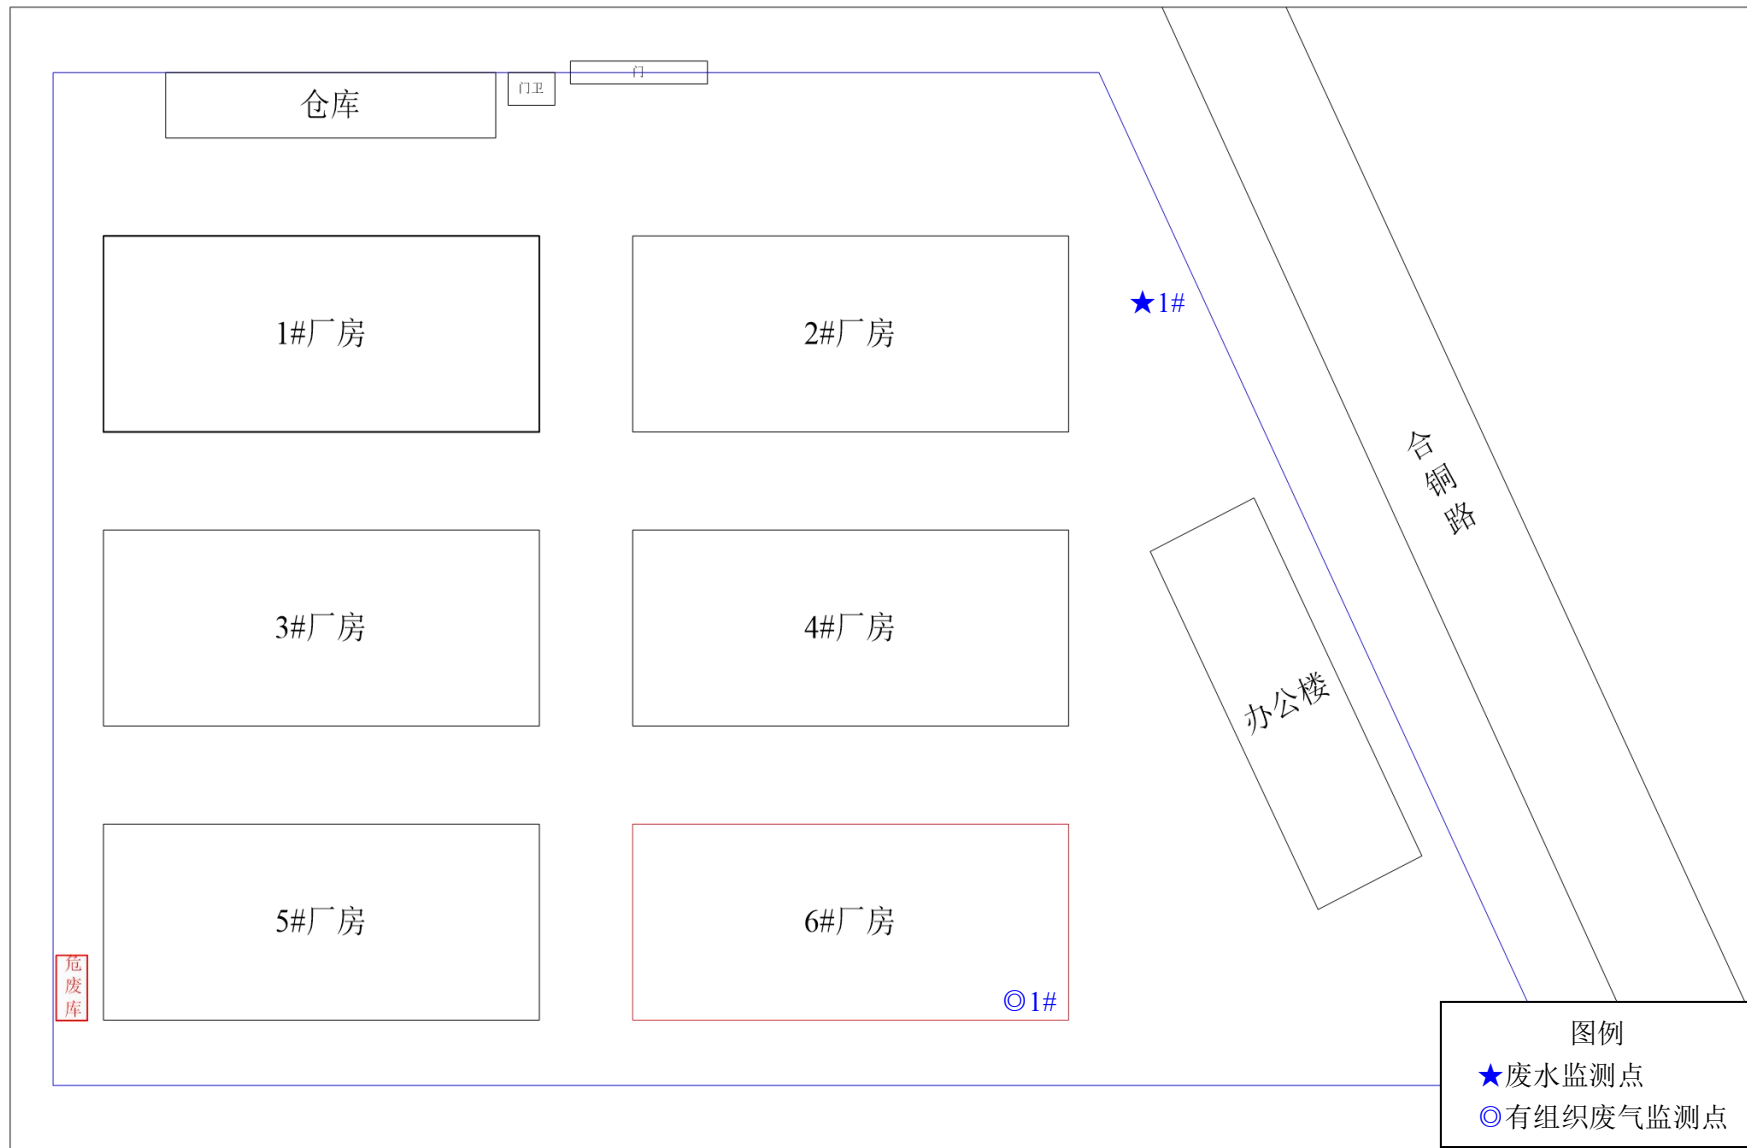 门
仓库
门卫
★1#
1#厂房
2#厂房
合铜路
3#厂房
4#厂房
办公楼
5#厂房
6#厂房
危废库
◎1#
图例
★废水监测点
◎有组织废气监测点